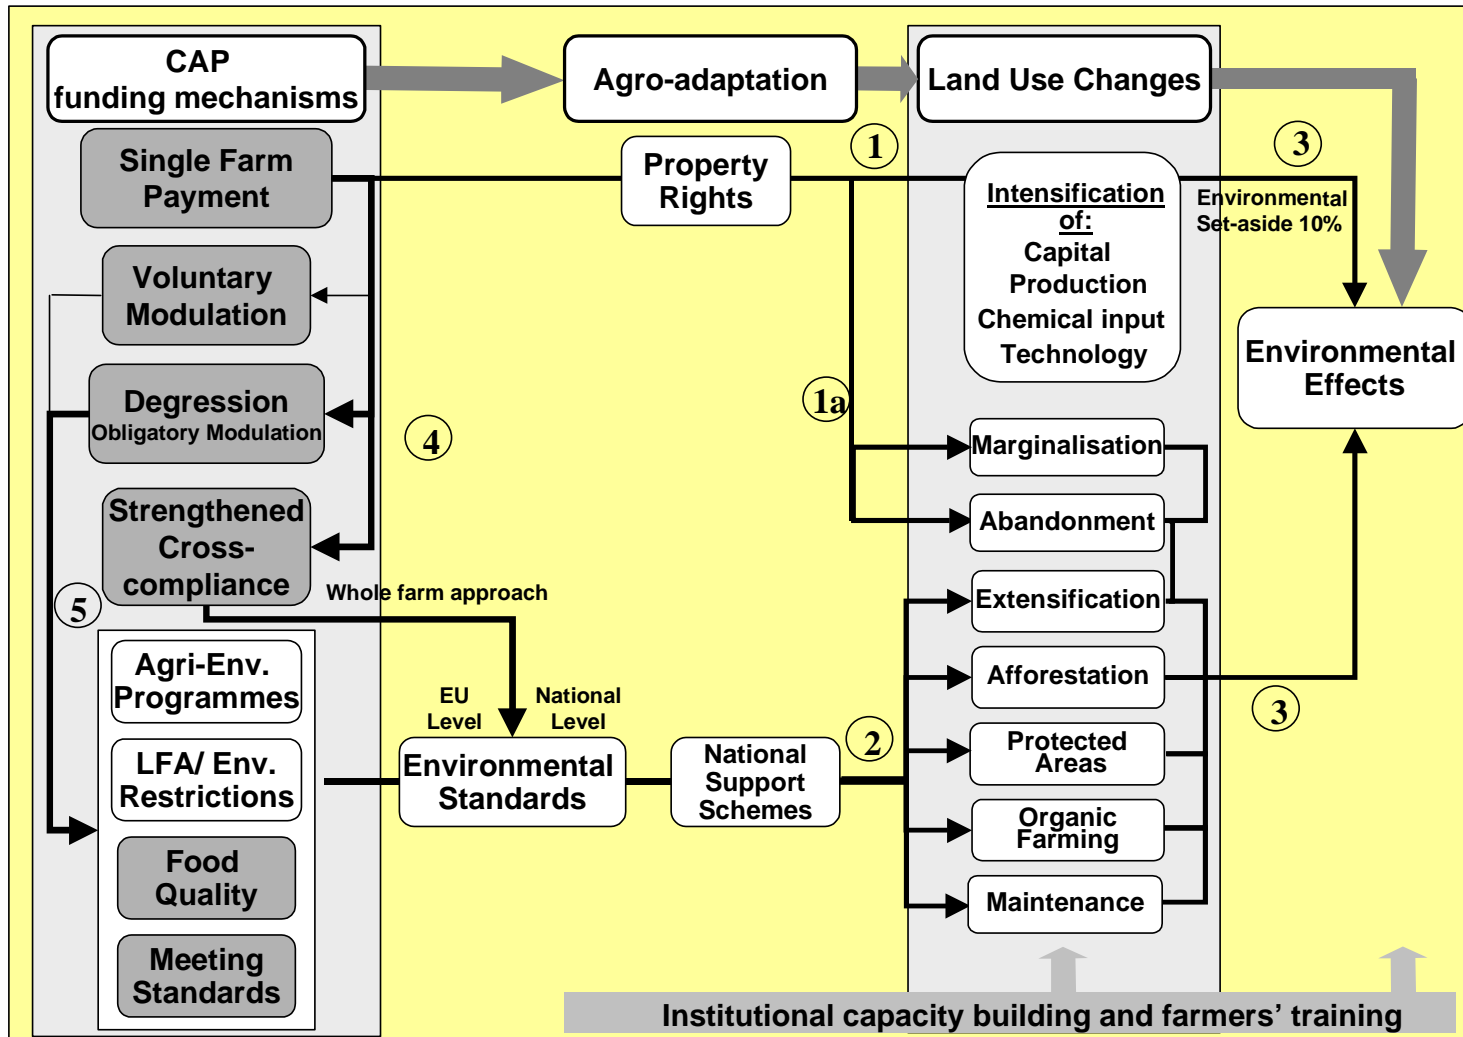 CAP
funding mechanisms
Agro-adaptation
Land Use Changes
Single Farm
Payment
Property
Rights
1
3
Intensification
of:
Capital
Production
Chemical input
Technology
Environmental
Set-aside 10%
Voluntary
Modulation
Environmental
Effects
Degression
Obligatory Modulation
4
1a
Marginalisation
Strengthened
Cross-
compliance
Abandonment
5
Whole farm approach
Extensification
Agri-Env.
Programmes
EU
Level
National
Level
Afforestation
3
LFA/ Env.
Restrictions
Environmental
Standards
National
Support
Schemes
2
Protected
Areas
Organic
Farming
Food
Quality
Maintenance
Meeting
Standards
Institutional capacity building and farmers’ training